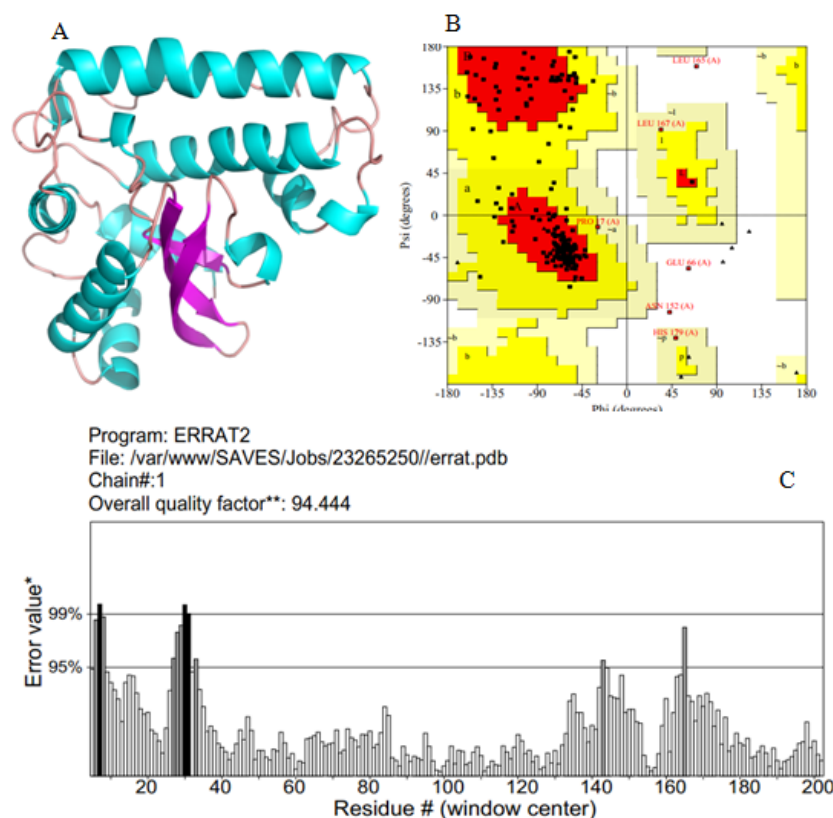 A
B
180
135
90
45
0
-45
-90
-135
Psi (degrees)
B
b
a
A
l
L
p
~b
~l
~a
~p
b
LEU 165 (A)
LEU 167 (A)
GLU 66 (A)
ASN 152 (A)
HIS 179 (A)
-180 -135 -90 -45 0 45 90 135 180
Phi (degrees)
Program: ERRAT2
File: /var/www/SAVES/Jobs/23265250//errat.pdb
Chain#:1
Overall quality factor**: 94.444
C
Error value*
99%
95%
20 40 60 80 100 120 140 160 180 200
Residue # (window center)